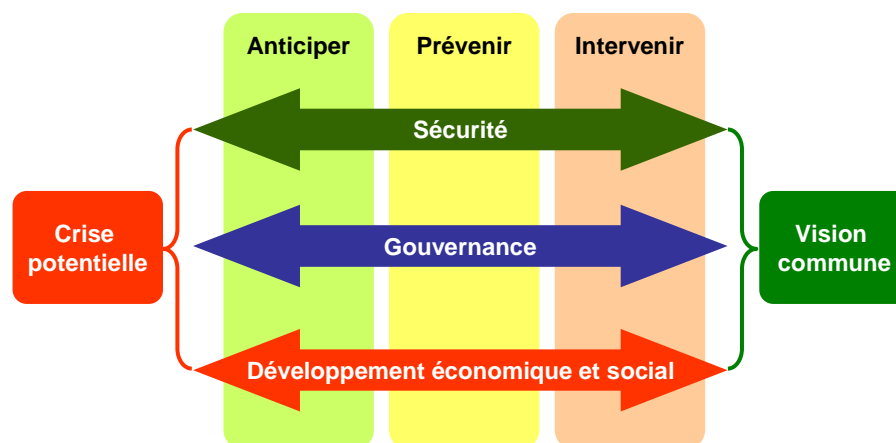 Anticiper
Prévenir
Intervenir
Sécurité
Crise
potentielle
Gouvernance
Vision
commune
Développement économique et social